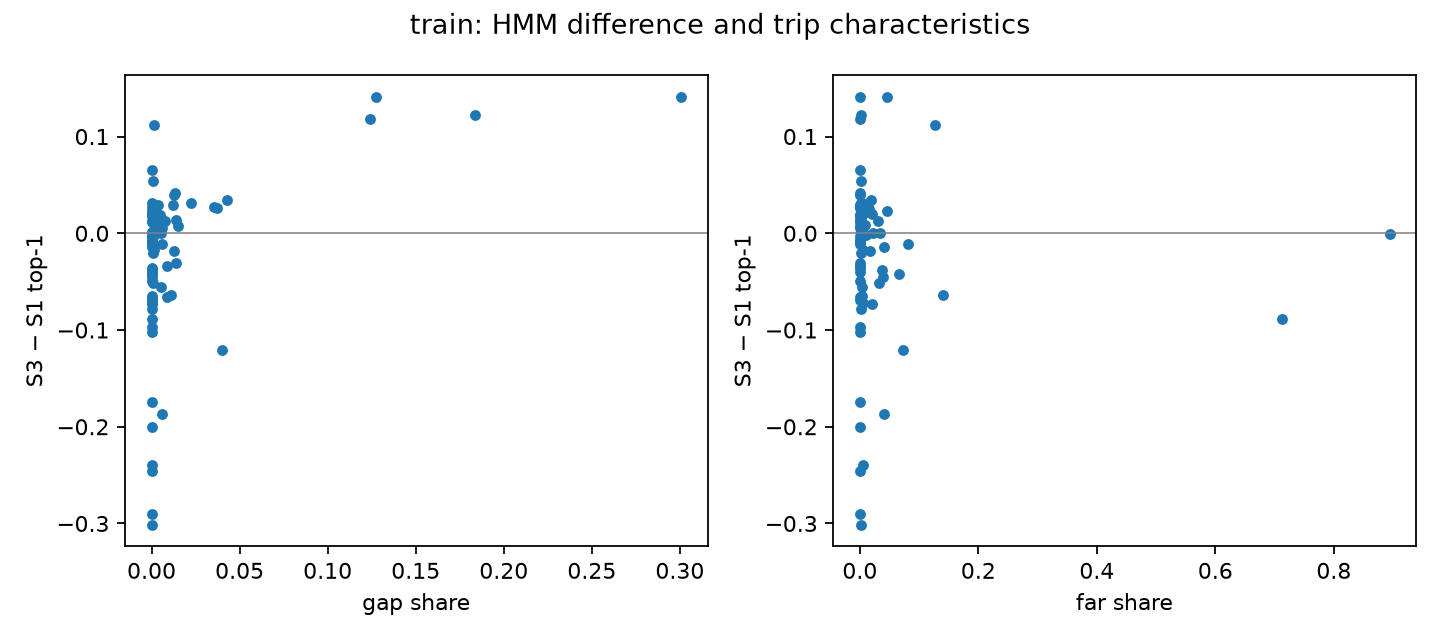 train: HMM difference and trip characteristics
S3 − S1 top-1
0.1
0.0
−0.1
−0.2
−0.3
0.00 0.05 0.10 0.15 0.20 0.25 0.30
gap share
S3 − S1 top-1
0.1
0.0
−0.1
−0.2
−0.3
0.0 0.2 0.4 0.6 0.8
far share